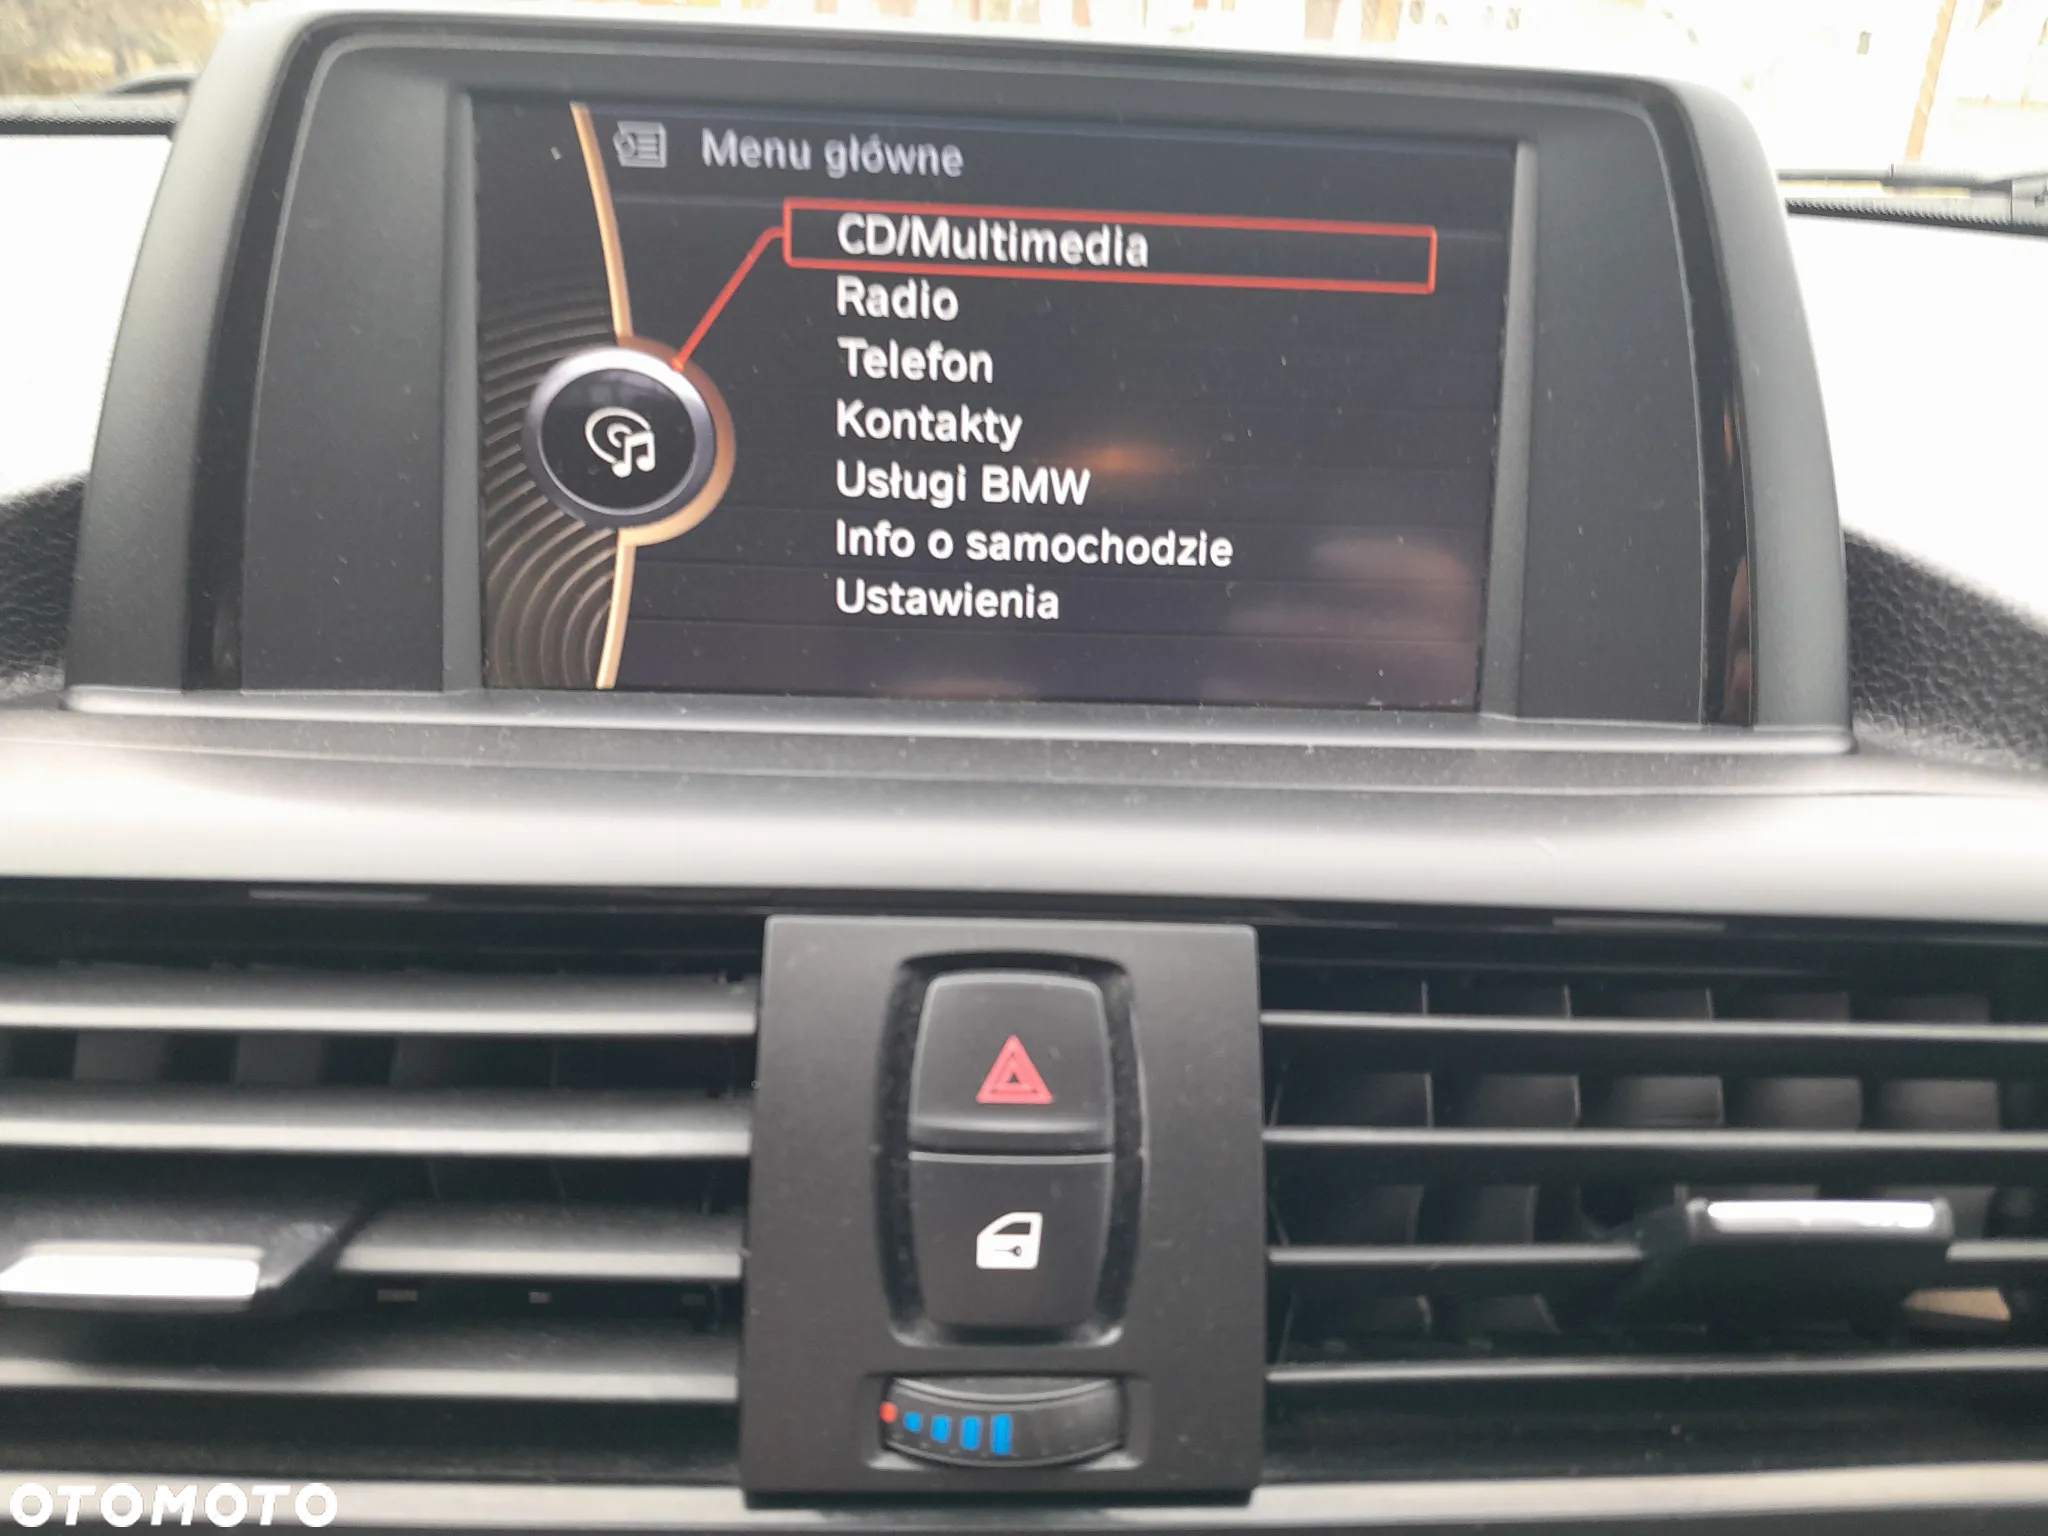 Menu główne
CD/Multimedia
Radio
Telefon
Kontakty
Usługi BMW
Info o samochodzie
Ustawienia
OTOMOTO